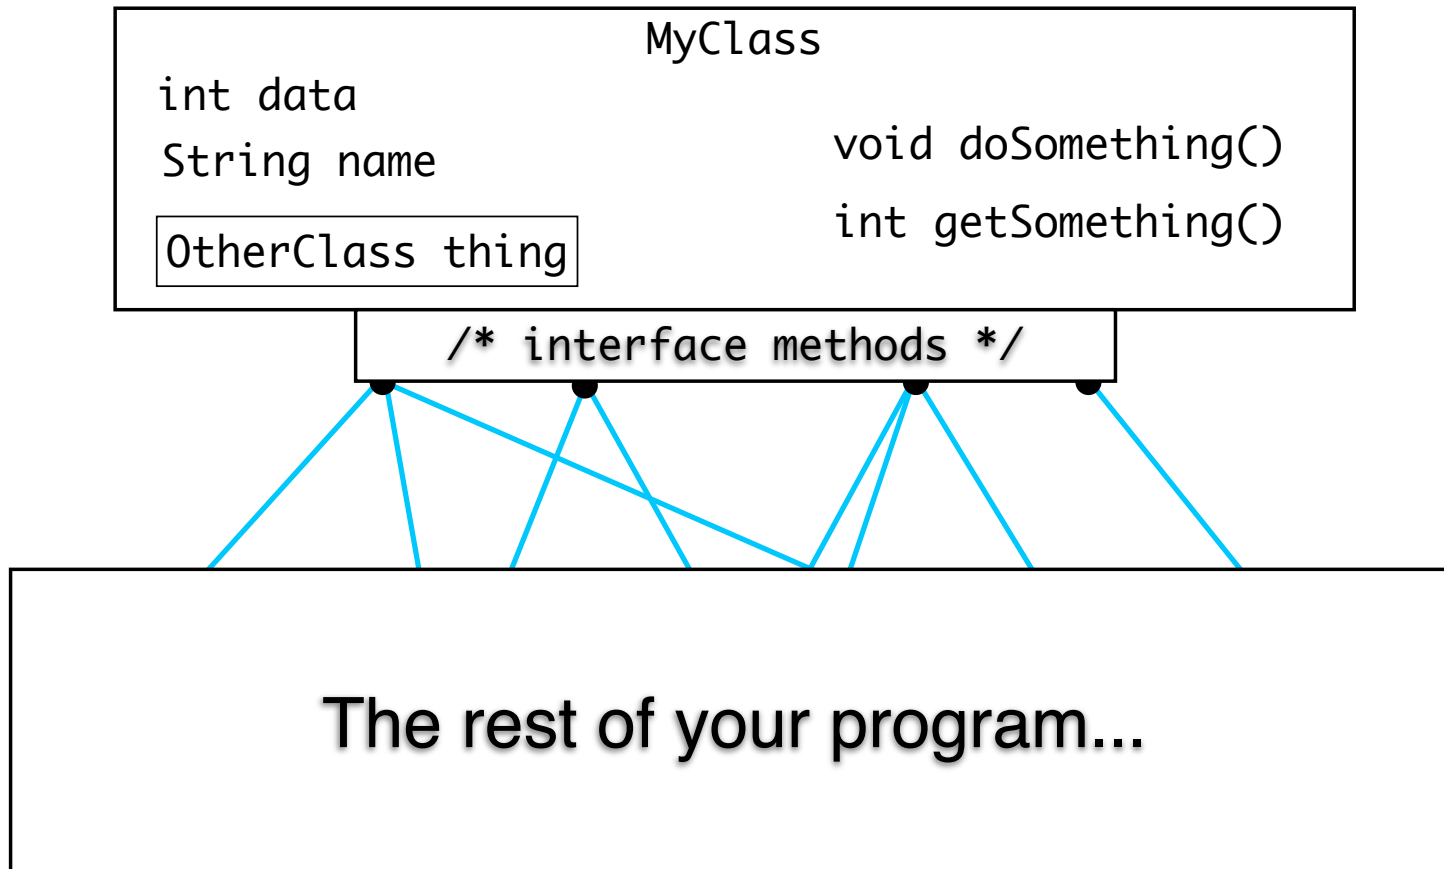 MyClass
int data
String name
OtherClass thing
void doSomething()
int getSomething()
/* interface methods */
The rest of your program...